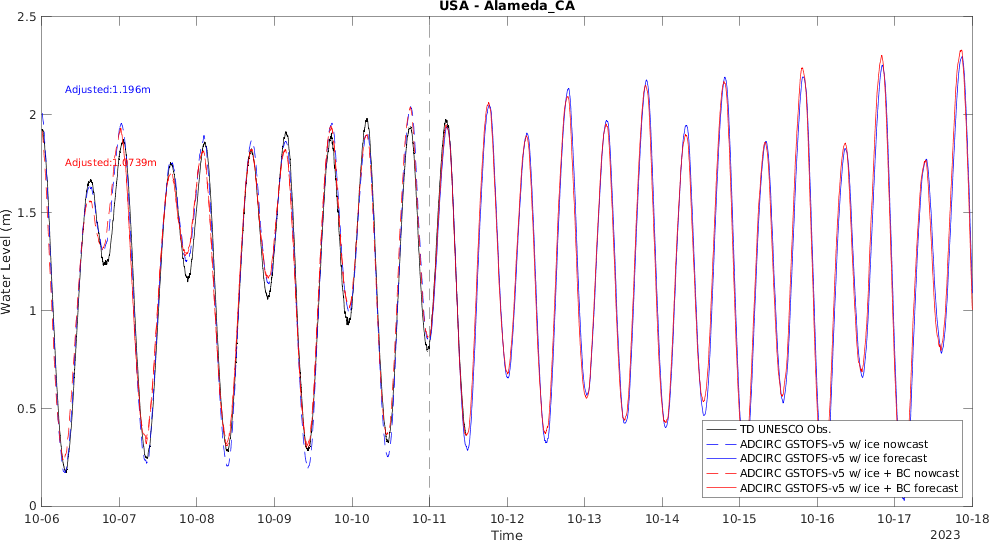 USA - Alameda_CA
2.5
2
1.5
1
0.5
0
Water Level (m)
Adjusted:1.196m
Adjusted:1.0739m
TD UNESCO Obs.
ADCIRC GSTOFS-v5 w/ ice nowcast
ADCIRC GSTOFS-v5 w/ ice forecast
ADCIRC GSTOFS-v5 w/ ice + BC nowcast
ADCIRC GSTOFS-v5 w/ ice + BC forecast
10-06 10-07 10-08 10-09 10-10 10-11 10-12 10-13 10-14 10-15 10-16 10-17 10-18
Time
2023